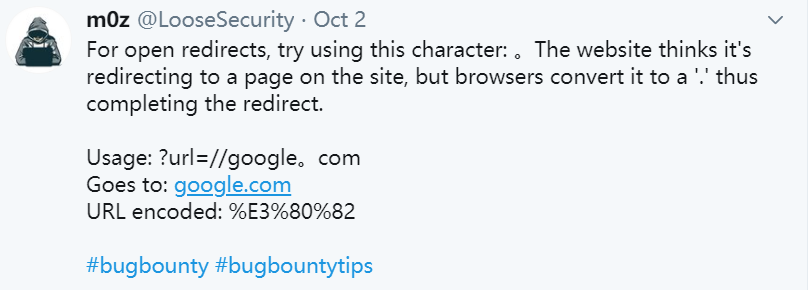 m0z @LooseSecurity · Oct 2
For open redirects, try using this character: 。The website thinks it's
redirecting to a page on the site, but browsers convert it to a '.' thus
completing the redirect.
Usage: ?url=//google。com
Goes to: google.com
URL encoded: %E3%80%82
#bugbounty #bugbountytips